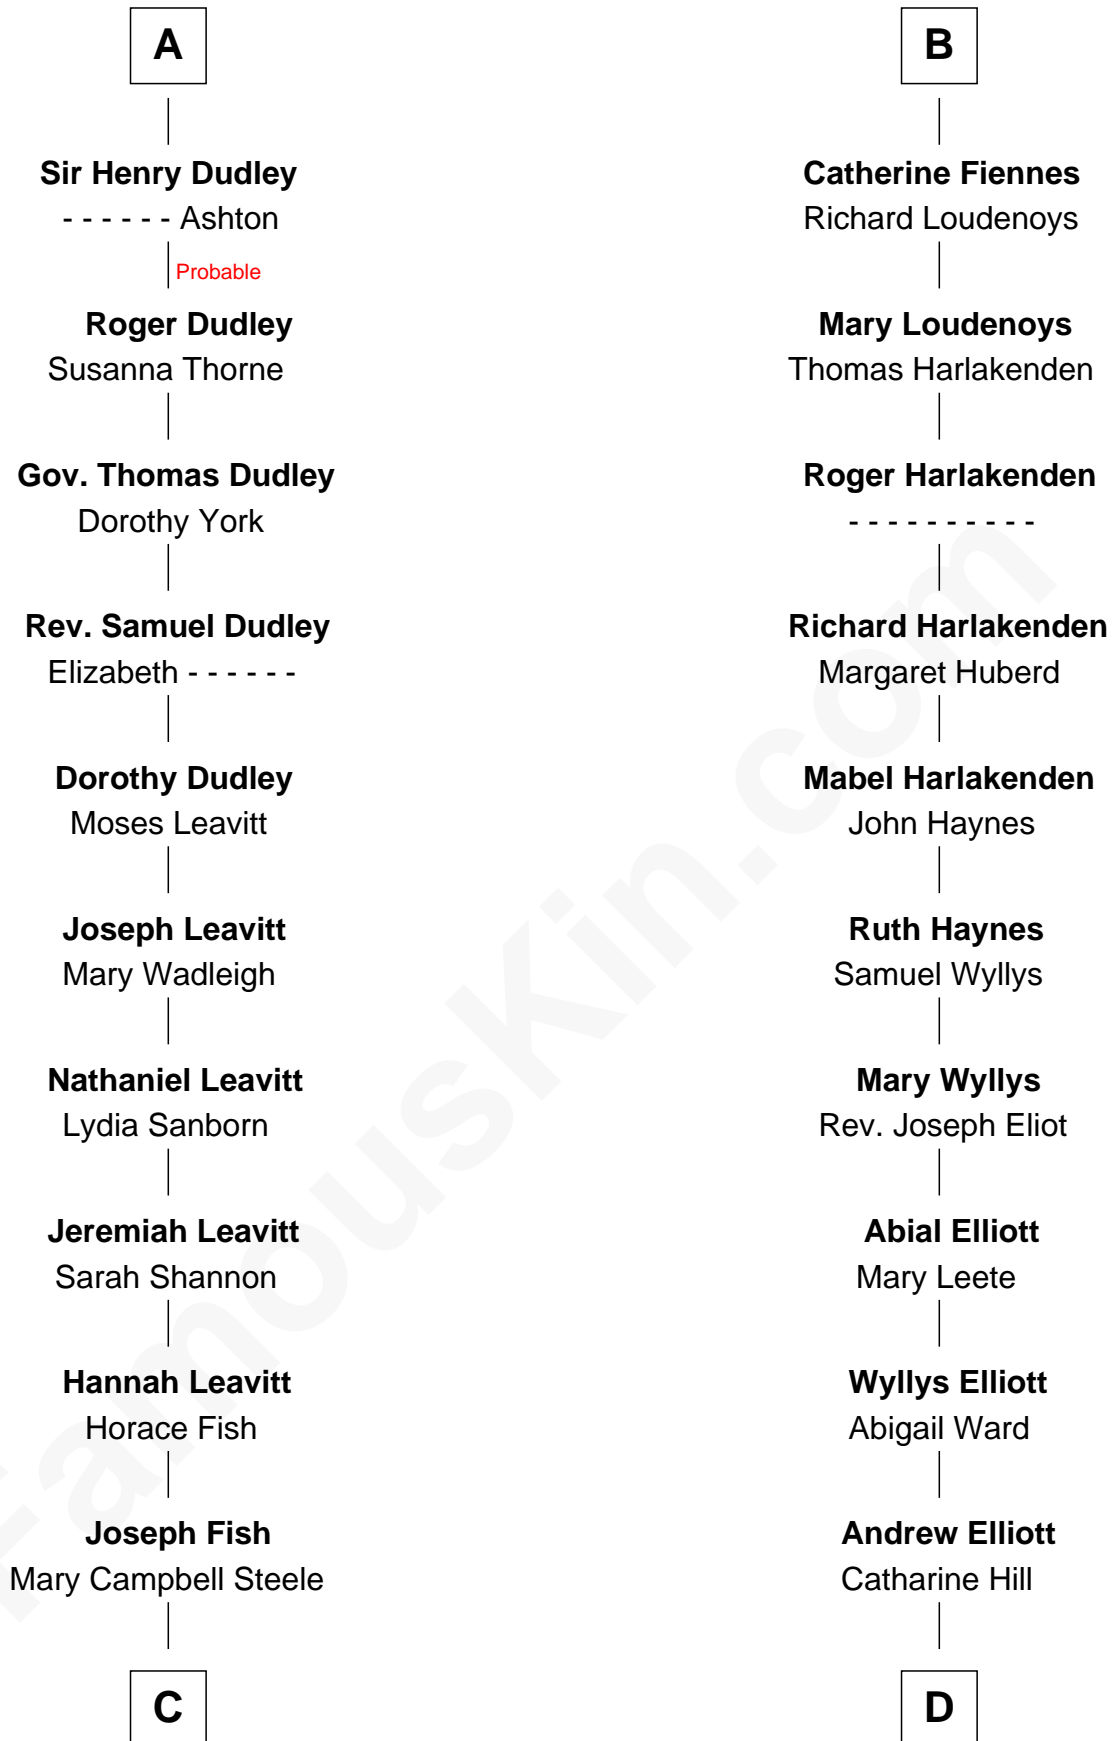 A
Sir Henry Dudley
- - - - - - Ashton
Probable
Roger Dudley
Susanna Thorne
Gov. Thomas Dudley
Dorothy York
Rev. Samuel Dudley
Elizabeth - - - - - -
Dorothy Dudley
Moses Leavitt
Joseph Leavitt
Mary Wadleigh
Nathaniel Leavitt
Lydia Sanborn
Jeremiah Leavitt
Sarah Shannon
Hannah Leavitt
Horace Fish
Joseph Fish
Mary Campbell Steele
C
B
Catherine Fiennes
Richard Loudenoys
Mary Loudenoys
Thomas Harlakenden
Roger Harlakenden
- - - - - - - - - -
Richard Harlakenden
Margaret Huberd
Mabel Harlakenden
John Haynes
Ruth Haynes
Samuel Wyllys
Mary Wyllys
Rev. Joseph Eliot
Abial Elliott
Mary Leete
Wyllys Elliott
Abigail Ward
Andrew Elliott
Catharine Hill
D
FamousKin.com